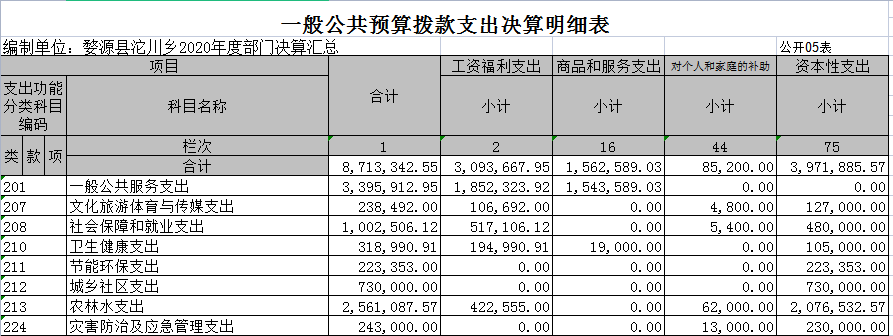 一般公共预算拨款支出决算明细表
编制单位：婺源县沱川乡2020年度部门决算汇总 公开05表
项目 合计 工资福利支出 商品和服务支出 对个人和家庭的补助 资本性支出
支出功能分类科目编码 科目名称 小计 小计 小计 小计
类 款 项 栏次 1 2 16 44 75
合计 8,713,342.55 3,093,667.95 1,562,589.03 85,200.00 3,971,885.57
201 一般公共服务支出 3,395,912.95 1,852,323.92 1,543,589.03 0.00 0.00
207 文化旅游体育与传媒支出 238,492.00 106,692.00 0.00 4,800.00 127,000.00
208 社会保障和就业支出 1,002,506.12 517,106.12 0.00 5,400.00 480,000.00
210 卫生健康支出 318,990.91 194,990.91 19,000.00 0.00 105,000.00
211 节能环保支出 223,353.00 0.00 0.00 0.00 223,353.00
212 城乡社区支出 730,000.00 0.00 0.00 0.00 730,000.00
213 农林水支出 2,561,087.57 422,555.00 0.00 62,000.00 2,076,532.57
224 灾害防治及应急管理支出 243,000.00 0.00 0.00 13,000.00 230,000.00